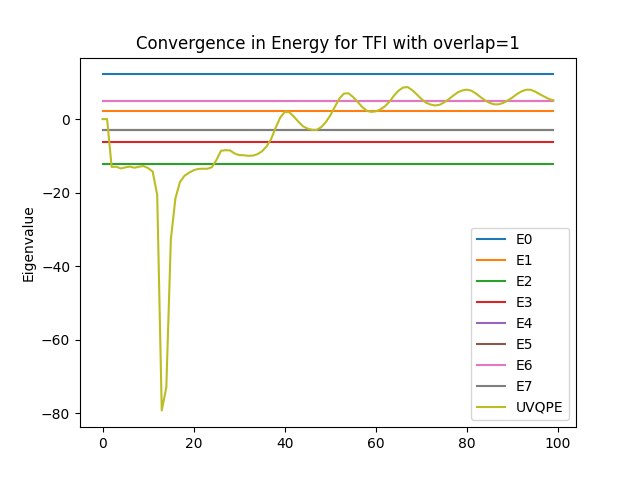 Convergence in Energy for TFI with overlap=1
Eigenvalue
0
−20
−40
−60
−80
0 20 40 60 80 100
E0
E1
E2
E3
E4
E5
E6
E7
UVQPE